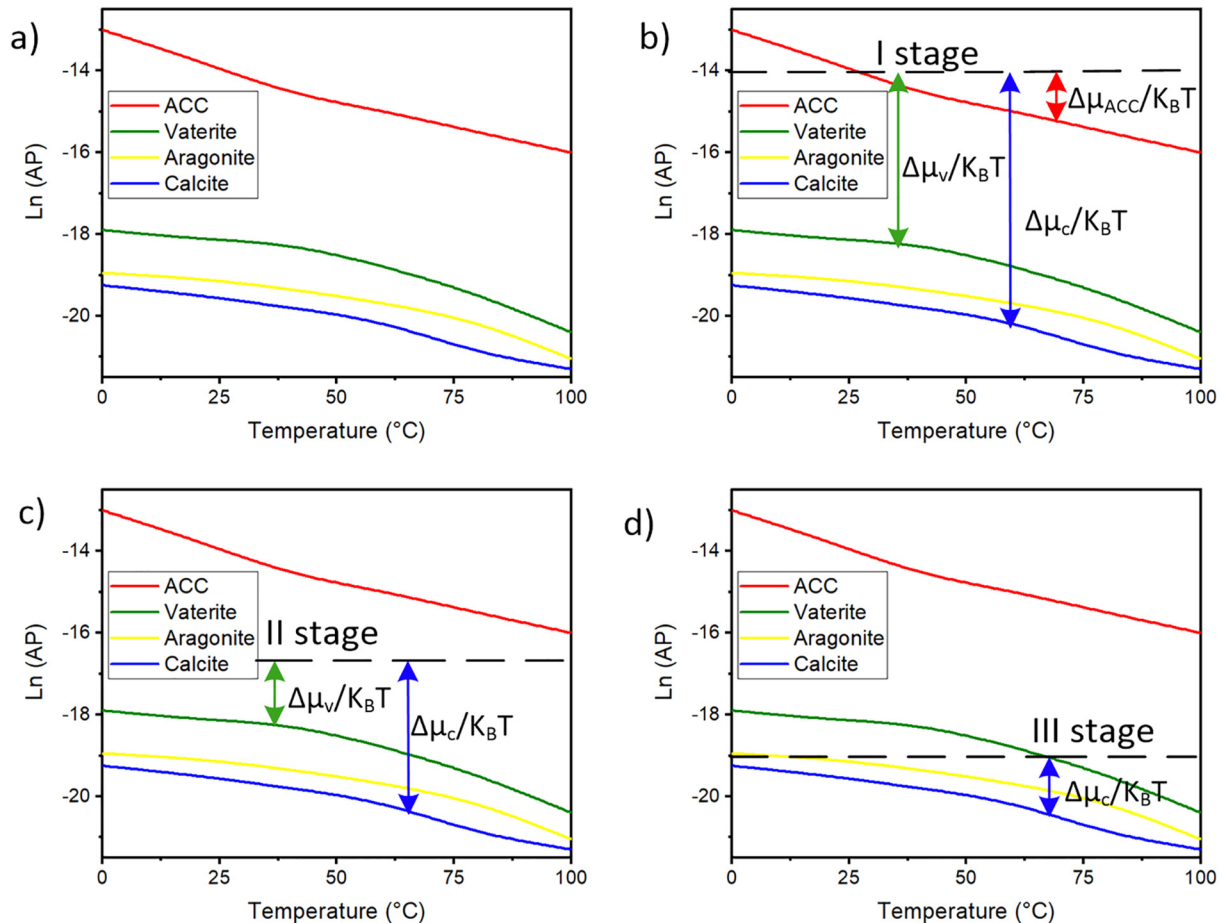 a)
Ln (AP)
-14
-16
-18
-20
ACC
Vaterite
Aragonite
Calcite
0
25
50
75
100
Temperature (°C)
b)
Ln (AP)
-14
-16
-18
-20
I stage
ACC
Vaterite
Aragonite
Calcite
Δμ_ACC/K_BT
Δμ_v/K_BT
Δμ_c/K_BT
0
25
50
75
100
Temperature (°C)
c)
Ln (AP)
-14
-16
-18
-20
ACC
Vaterite
Aragonite
Calcite
II stage
Δμ_v/K_BT
Δμ_c/K_BT
0
25
50
75
100
Temperature (°C)
d)
Ln (AP)
-14
-16
-18
-20
ACC
Vaterite
Aragonite
Calcite
III stage
Δμ_c/K_BT
0
25
50
75
100
Temperature (°C)